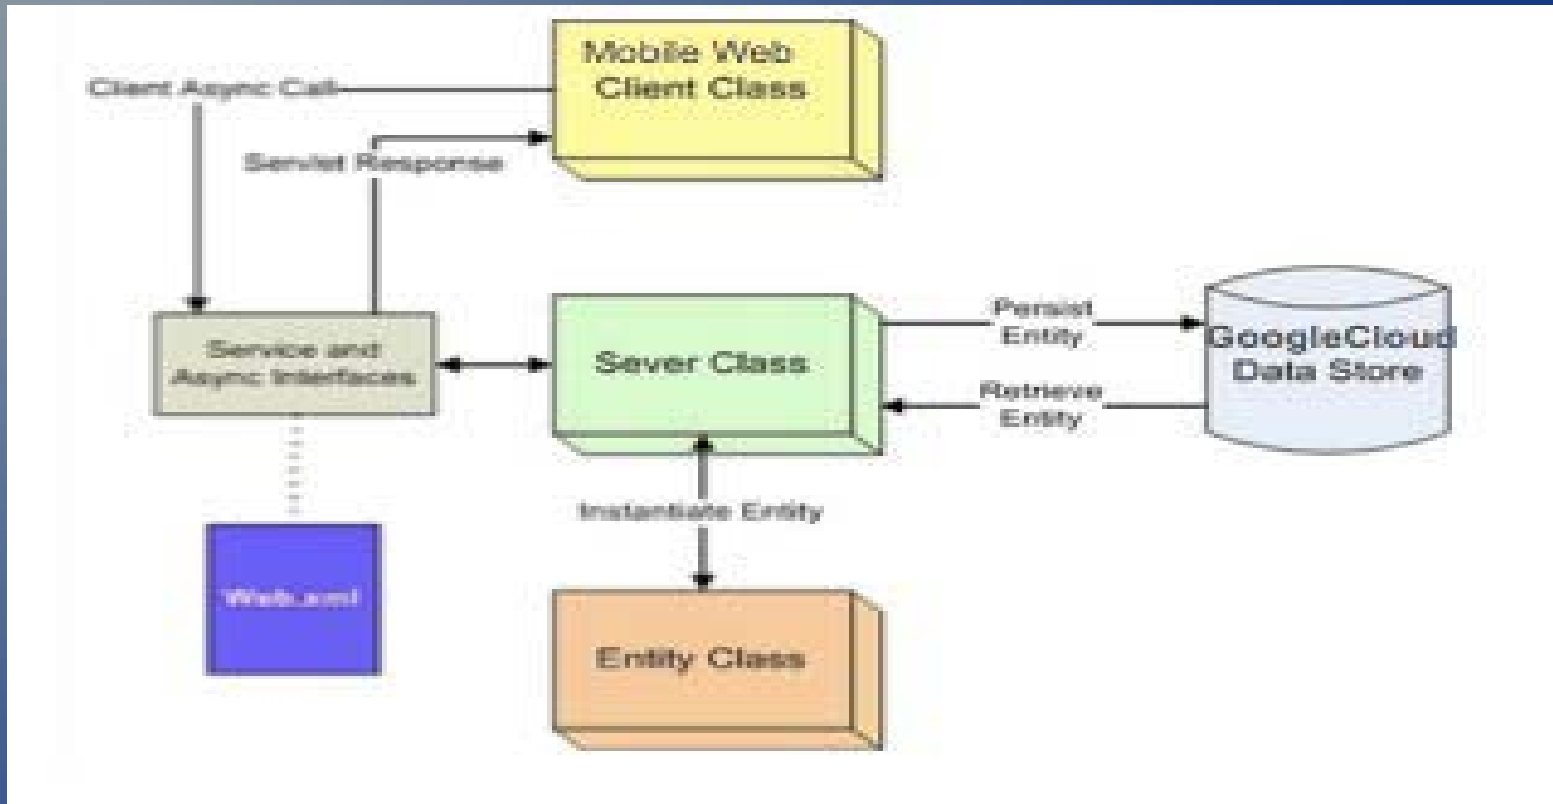 Mobile Web
Client Class
Client Async Call
Servlet Response
Service and
Async Interfaces
Sever Class
Persist
Entity
GoogleCloud
Data Store
Retrieve
Entity
Instantiate Entity
Web.xml
Entity Class